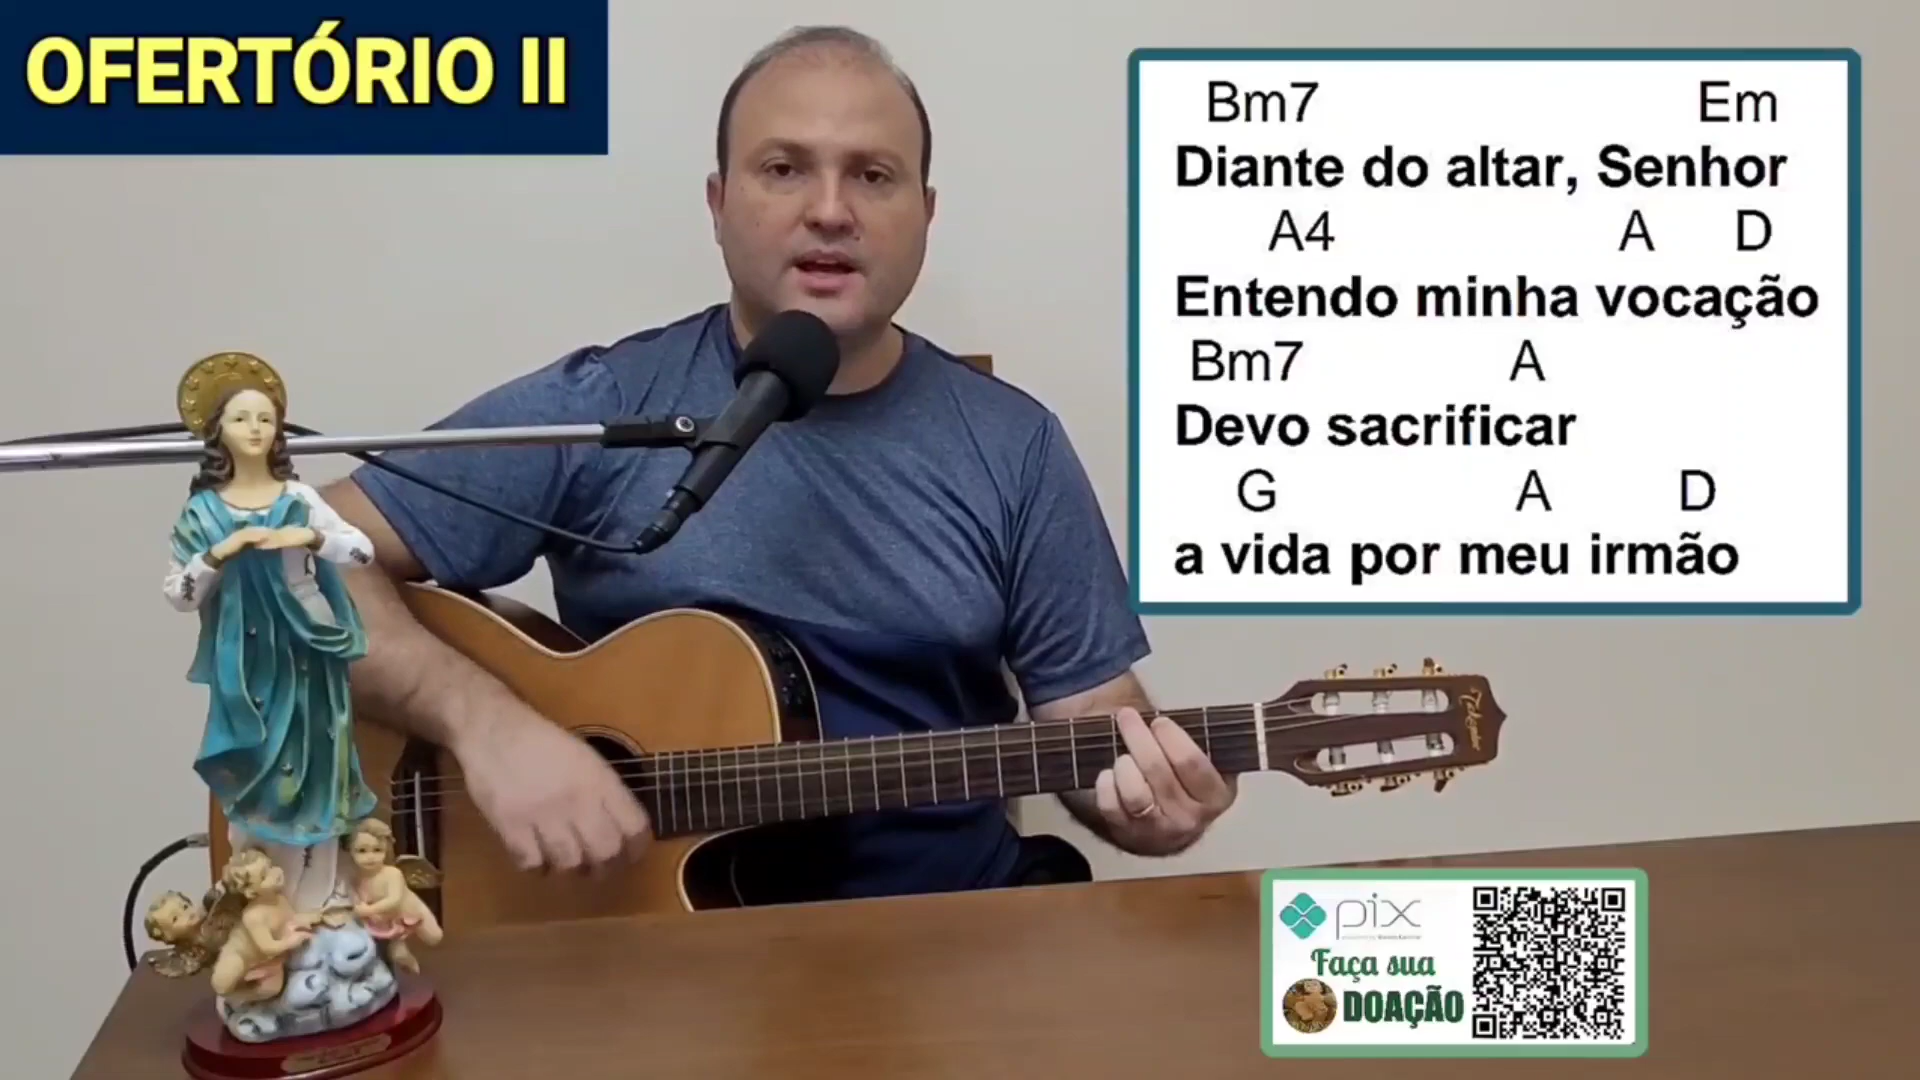 OFERTÓRIO II
Bm7 Em
Diante do altar, Senhor
A4 A D
Entendo minha vocação
Bm7 A
Devo sacrificar
G A D
a vida por meu irmão
Takamine
pix
Faça sua
DOAÇÃO